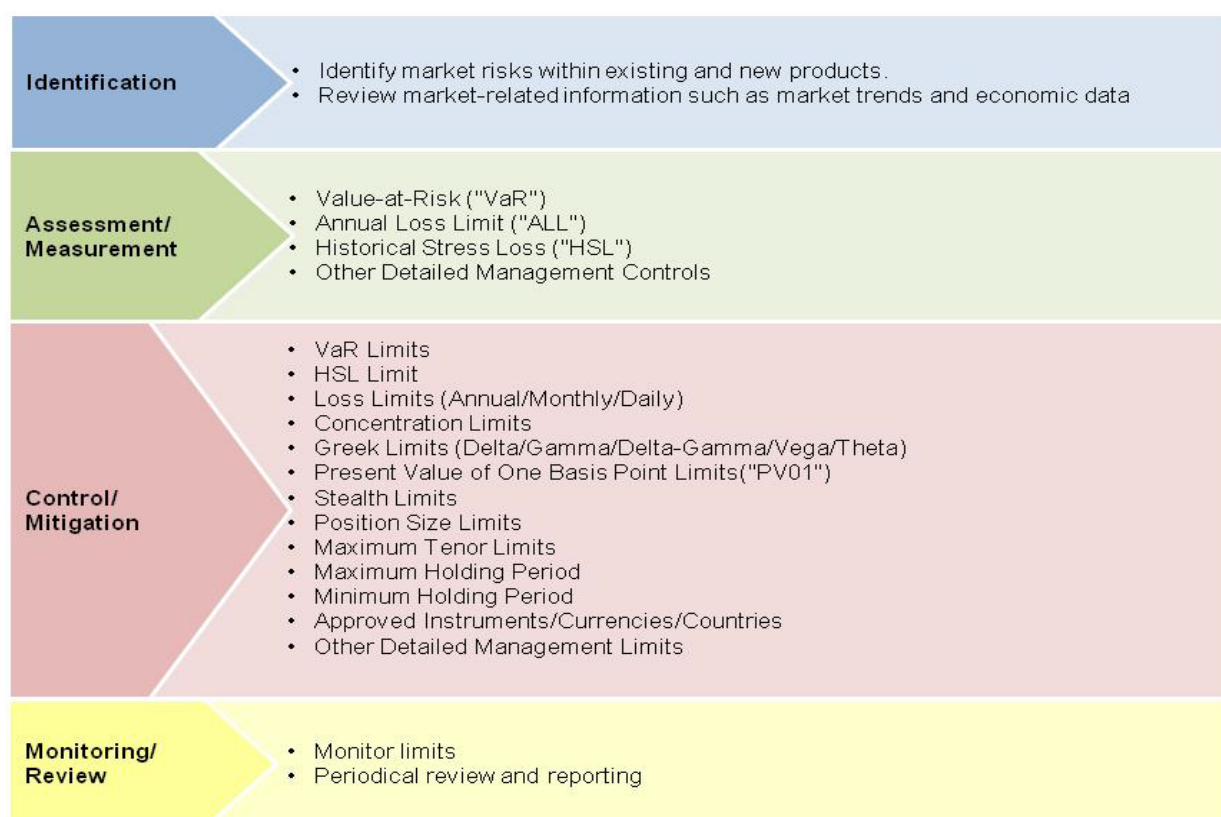 Identification
• Identify market risks within existing and new products.
• Review market-related information such as market trends and economic data
Assessment/
Measurement
• Value-at-Risk ("VaR")
• Annual Loss Limit ("ALL")
• Historical Stress Loss ("HSL")
• Other Detailed Management Controls
Control/
Mitigation
• VaR Limits
• HSL Limit
• Loss Limits (Annual/Monthly/Daily)
• Concentration Limits
• Greek Limits (Delta/Gamma/Delta-Gamma/Vega/Theta)
• Present Value of One Basis Point Limits("PV01")
• Stealth Limits
• Position Size Limits
• Maximum Tenor Limits
• Maximum Holding Period
• Minimum Holding Period
• Approved Instruments/Currencies/Countries
• Other Detailed Management Limits
Monitoring/
Review
• Monitor limits
• Periodical review and reporting